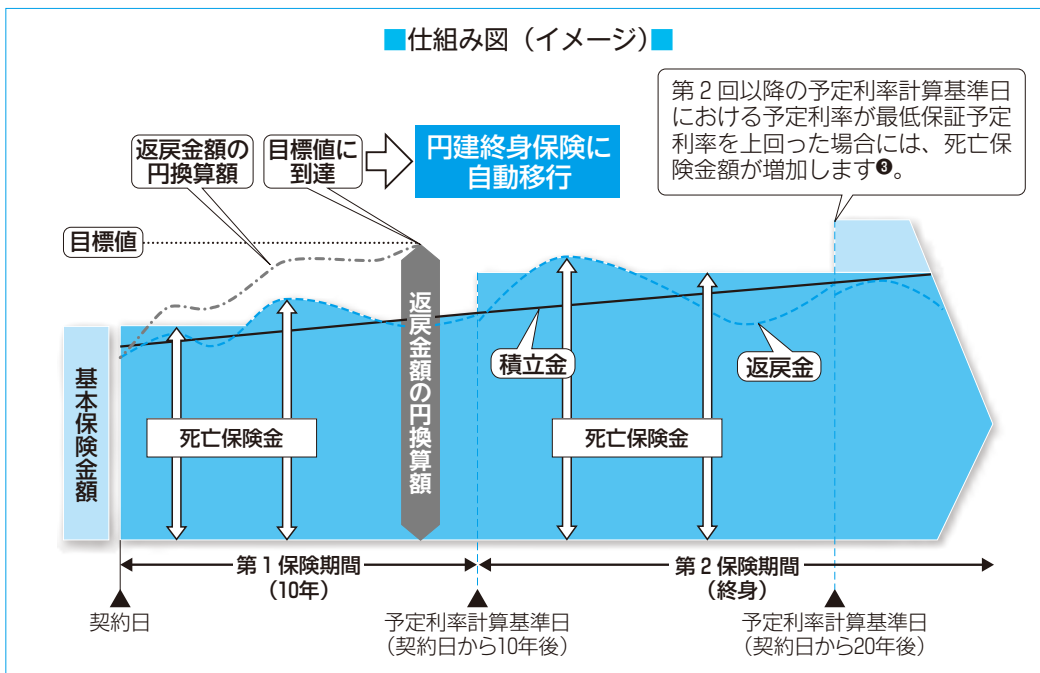 ■仕組み図（イメージ）■
第2回以降の予定利率計算基準日
における予定利率が最低保証予定
利率を上回った場合には、死亡保
険金額が増加します❸。
返戻金額の
円換算額
目標値に
到達
円建終身保険に
自動移行
目標値
基本保険金額
返戻金額の円換算額
積立金
返戻金
死亡保険金
死亡保険金
第1保険期間
（10年）
第2保険期間
（終身）
契約日
予定利率計算基準日
（契約日から10年後）
予定利率計算基準日
（契約日から20年後）